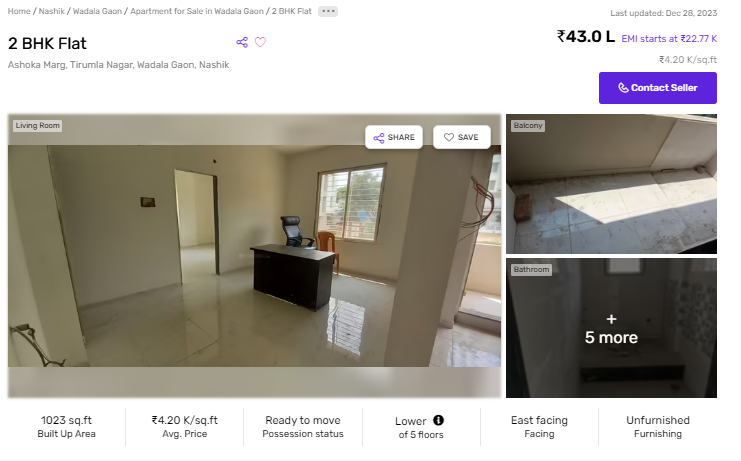 Home / Nashik / Wadala Gaon / Apartment for Sale in Wadala Gaon / 2 BHK Flat
Last updated: Dec 28, 2023
2 BHK Flat
₹43.0 L EMI starts at ₹22.77 K
Ashoka Marg, Tirumla Nagar, Wadala Gaon, Nashik
₹4.20 K/sq.ft
Contact Seller
Living Room
SHARE
SAVE
Balcony
Bathroom
+
5 more
1023 sq.ft
Built Up Area
₹4.20 K/sq.ft
Avg. Price
Ready to move
Possession status
Lower
of 5 floors
East facing
Facing
Unfurnished
Furnishing